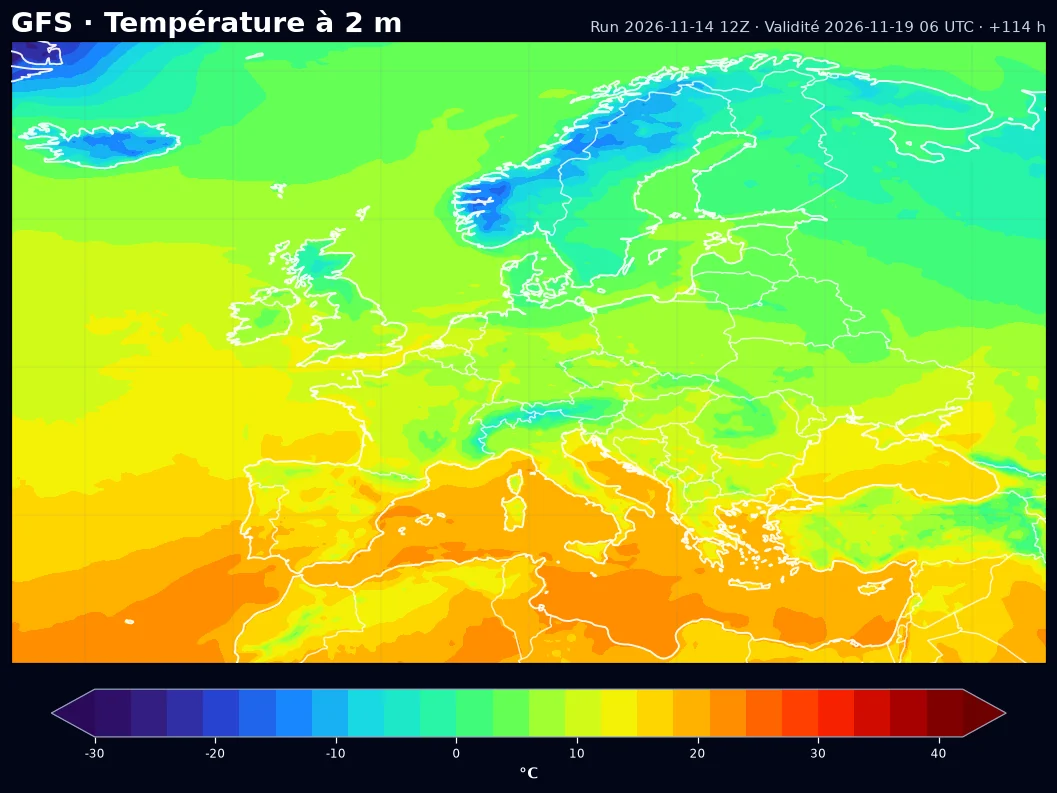 GFS · Température à 2 m
Run 2026-11-14 12Z · Validité 2026-11-19 06 UTC · +114 h
-30 -20 -10 0 10 20 30 40
°C